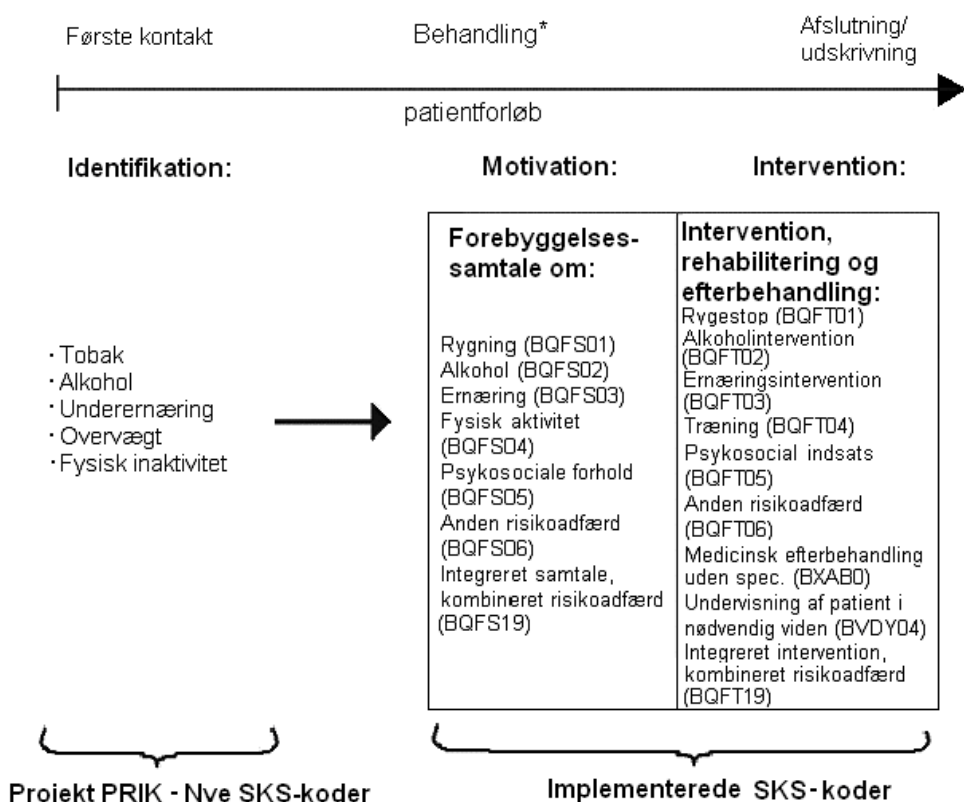 Første kontakt
Behandling*
Afslutning/
udskrivning
patientforløb
Identifikation:
Motivation:
Intervention:
· Tobak
· Alkohol
· Underernæring
· Overvægt
· Fysisk inaktivitet
Forebyggelses-
samtale om:
Rygning (BQFS01)
Alkohol (BQFS02)
Ernæring (BQFS03)
Fysisk aktivitet
(BQFS04)
Psykosociale forhold
(BQFS05)
Anden risikoadfærd
(BQFS06)
Integreret samtale,
kombineret risikoadfærd
(BQFS19)
Intervention,
rehabilitering og
efterbehandling:
Rygestop (BQFT01)
Alkoholintervention
(BQFT02)
Ernæringsintervention
(BQFT03)
Træning (BQFT04)
Psykosocial indsats
(BQFT05)
Anden risikoadfærd
(BQFT06)
Medicinsk efterbehandling
uden spec. (BXAB0)
Undervisning af patient i
nødvendig viden (BVDY04)
Integreret intervention,
kombineret risikoadfærd
(BQFT19)
Projekt PRIK - Nye SKS-koder
Implementerede SKS-koder